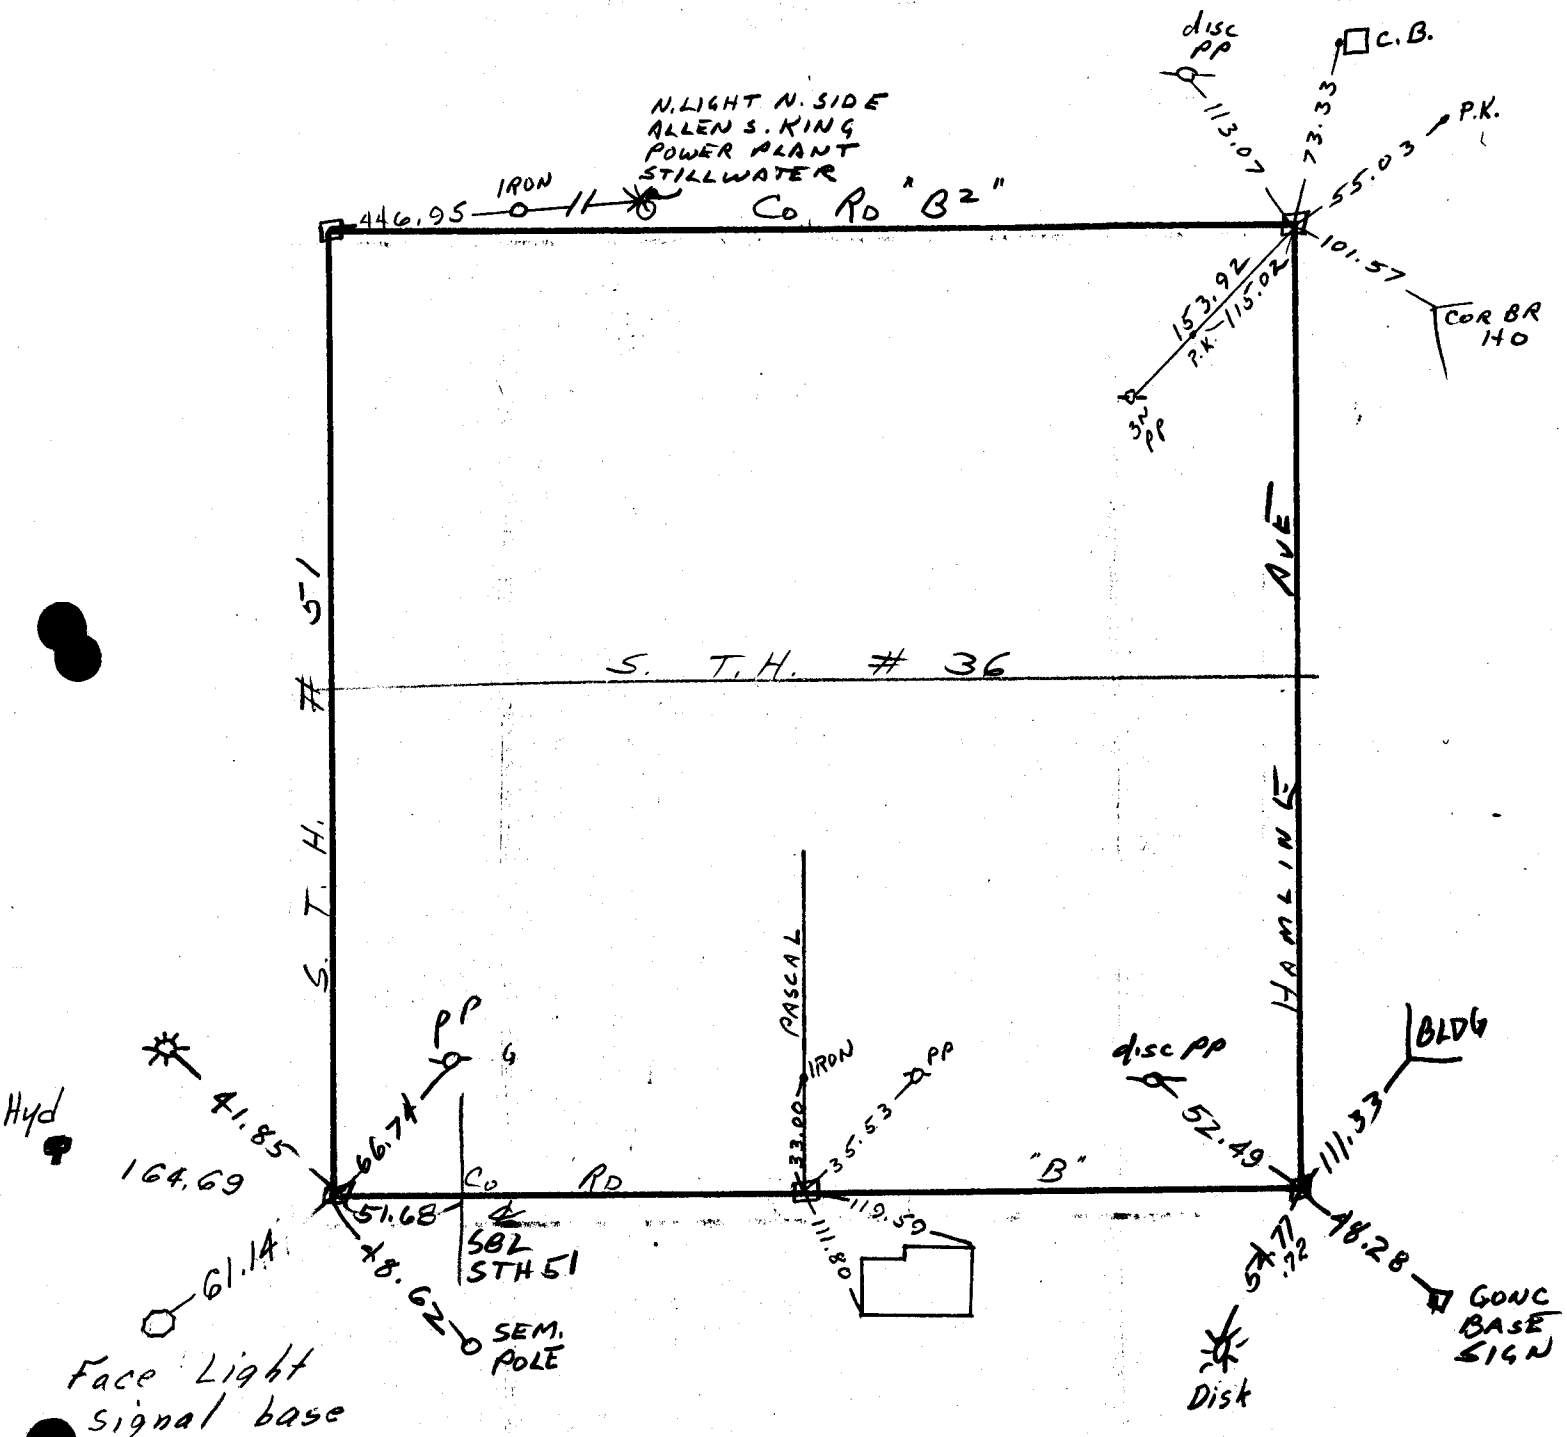 disc
PP
C.B.
P.K.
113.07
73.33
55.03
N. LIGHT N. SIDE
ALLEN S. KING
POWER PLANT
STILLWATER
IRON
446.95
Co RD "B2"
101.57
COR BR
HO
153.92
P.K. 115.02
PP
S. T. H. # 51
S. T. H. # 36
HAMLINE AVE
PASCAL
PP
G
41.85
66.74
Hyd
164.69
IRON
33.00
PP
35.53
disc PP
52.49
BLDG
111.33
Co RD "B"
51.68
SBL
STH 51
61.14
48.62
SEM.
POLE
Face Light
signal base
111.80
119.59
.72
48.28
CONC
BASE
SIGN
Disk